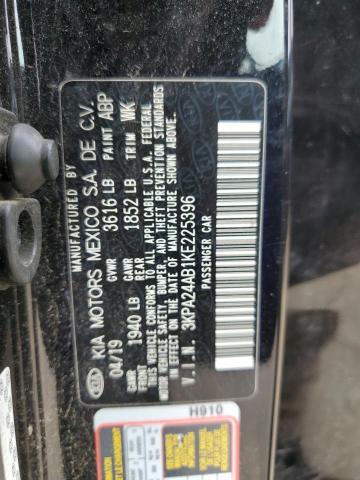 MANUFACTURED BY
KIA MOTORS MEXICO S.A. DE C.V.
04/19 GVWR 3616 LB PAINT ABP
GAWR FRONT 1940 LB GAWR REAR 1852 LB TRIM WK
THIS VEHICLE CONFORMS TO ALL APPLICABLE U.S.A. FEDERAL
MOTOR VEHICLE SAFETY, BUMPER, AND THEFT PREVENTION STANDARDS
IN EFFECT ON THE DATE OF MANUFACTURE SHOWN ABOVE.
V.I.N. 3KPA24AB1KE225396
PASSENGER CAR
H910